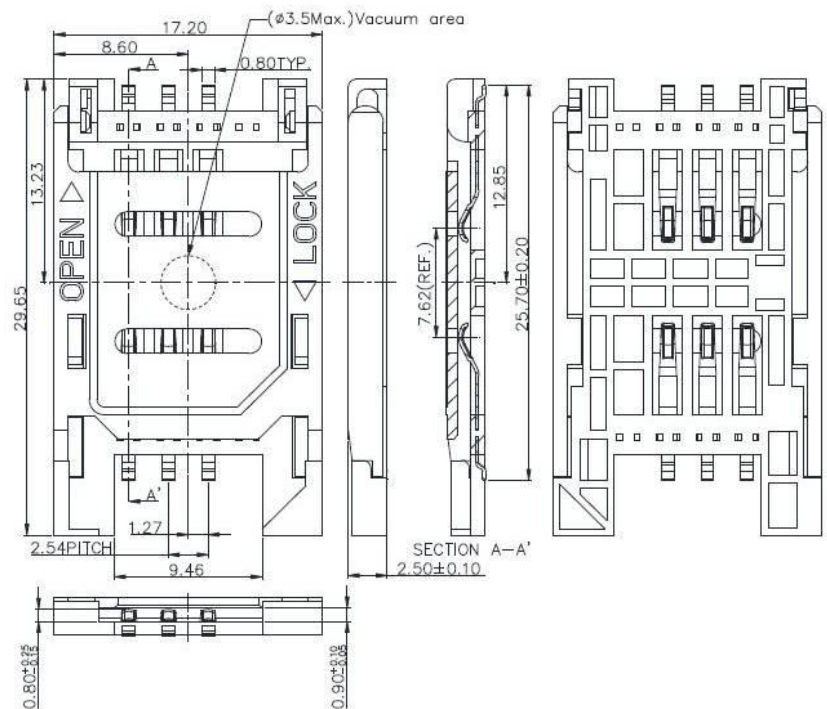 (ø3.5Max.)Vacuum area
17.20
8.60
A
0.80TYP.
13.23
29.65
OPEN
LOCK
12.85
7.62(REF.)
25.70±0.20
A'
1.27
2.54PITCH
9.46
SECTION A-A'
2.50±0.10
0.80+0.25-0.15
0.90+0.10-0.05